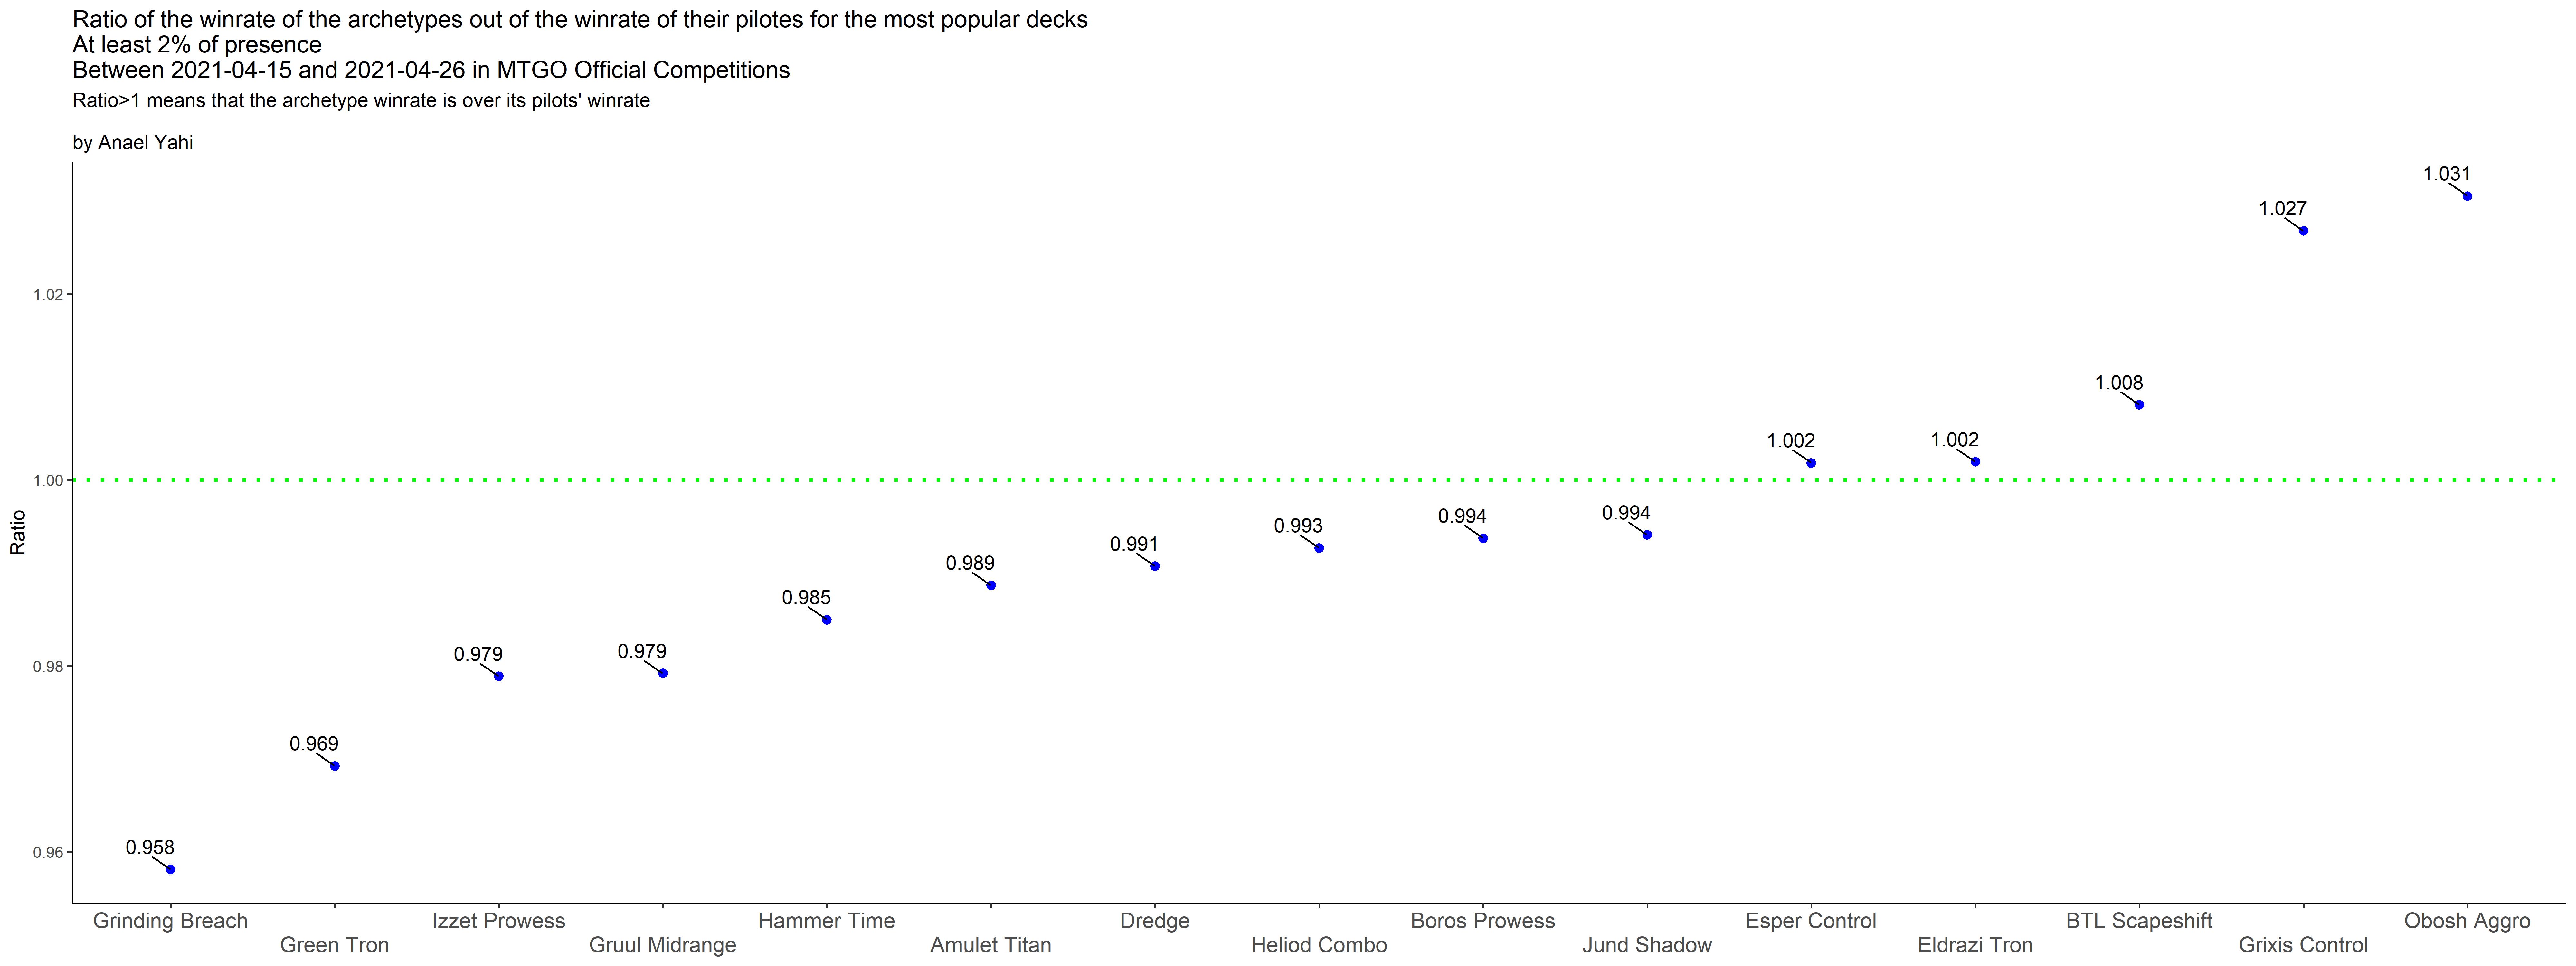 Ratio of the winrate of the archetypes out of the winrate of their pilotes for the most popular decks
At least 2% of presence
Between 2021-04-15 and 2021-04-26 in MTGO Official Competitions
Ratio>1 means that the archetype winrate is over its pilots' winrate
by Anael Yahi
1.031
1.027
1.02
1.008
1.002
1.002
1.00
Ratio
0.994
0.994
0.993
0.991
0.989
0.985
0.979
0.979
0.98
0.969
0.958
0.96
Grinding Breach
Green Tron
Izzet Prowess
Gruul Midrange
Hammer Time
Amulet Titan
Dredge
Heliod Combo
Boros Prowess
Jund Shadow
Esper Control
Eldrazi Tron
BTL Scapeshift
Grixis Control
Obosh Aggro